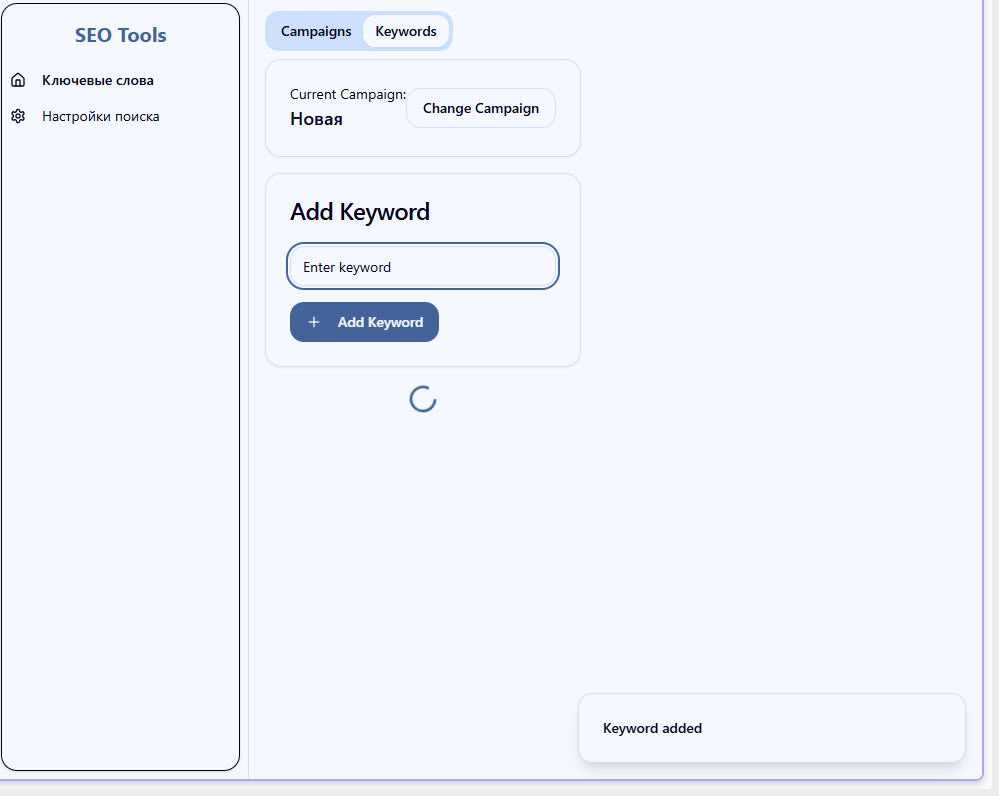 SEO Tools
Ключевые слова
Настройки поиска
Campaigns
Keywords
Current Campaign:
Новая
Change Campaign
Add Keyword
Enter keyword
Add Keyword
Keyword added